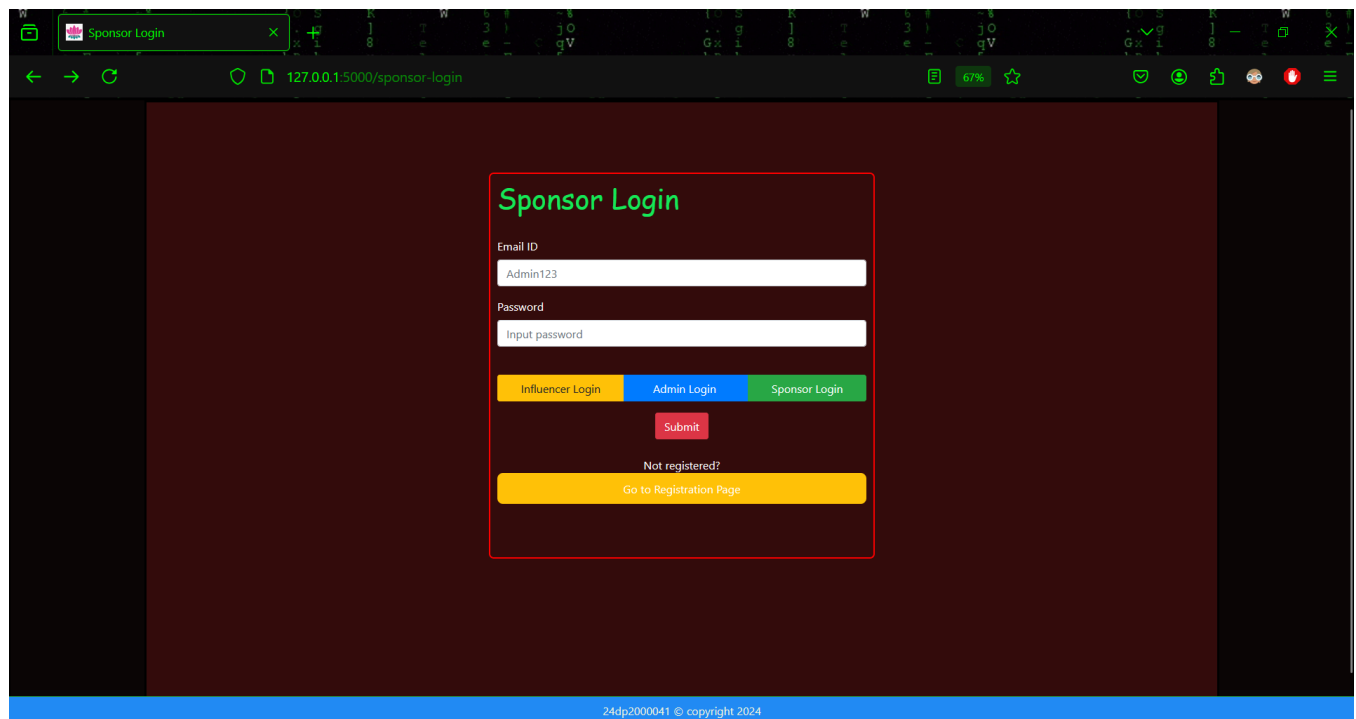 Sponsor Login
127.0.0.1:5000/sponsor-login
67%
Sponsor Login
Email ID
Admin123
Password
Input password
Influencer Login Admin Login Sponsor Login
Submit
Not registered?
Go to Registration Page
24dp2000041 © copyright 2024